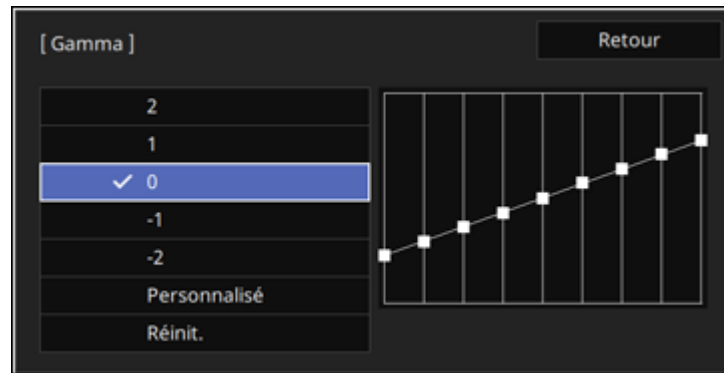 [ Gamma ]
Retour
2
1
0
-1
-2
Personnalisé
Réinit.